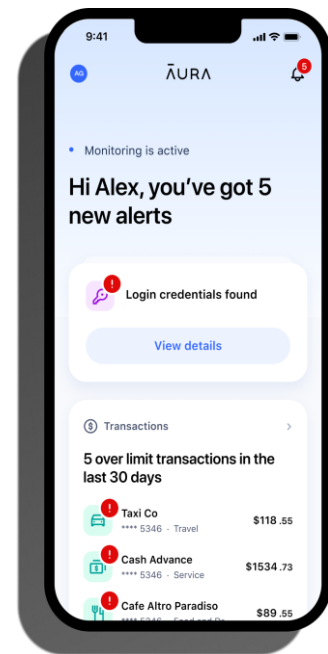 9:41
AG
ĀURA
5
Monitoring is active
Hi Alex, you've got 5
new alerts
!
Login credentials found
View details
$ Transactions
5 over limit transactions in the
last 30 days
!
Taxi Co
$118.55
**** 5346 · Travel
!
Cash Advance
$1534.73
**** 5346 · Service
!
Cafe Altro Paradiso
$89.55
**** 5346 ·